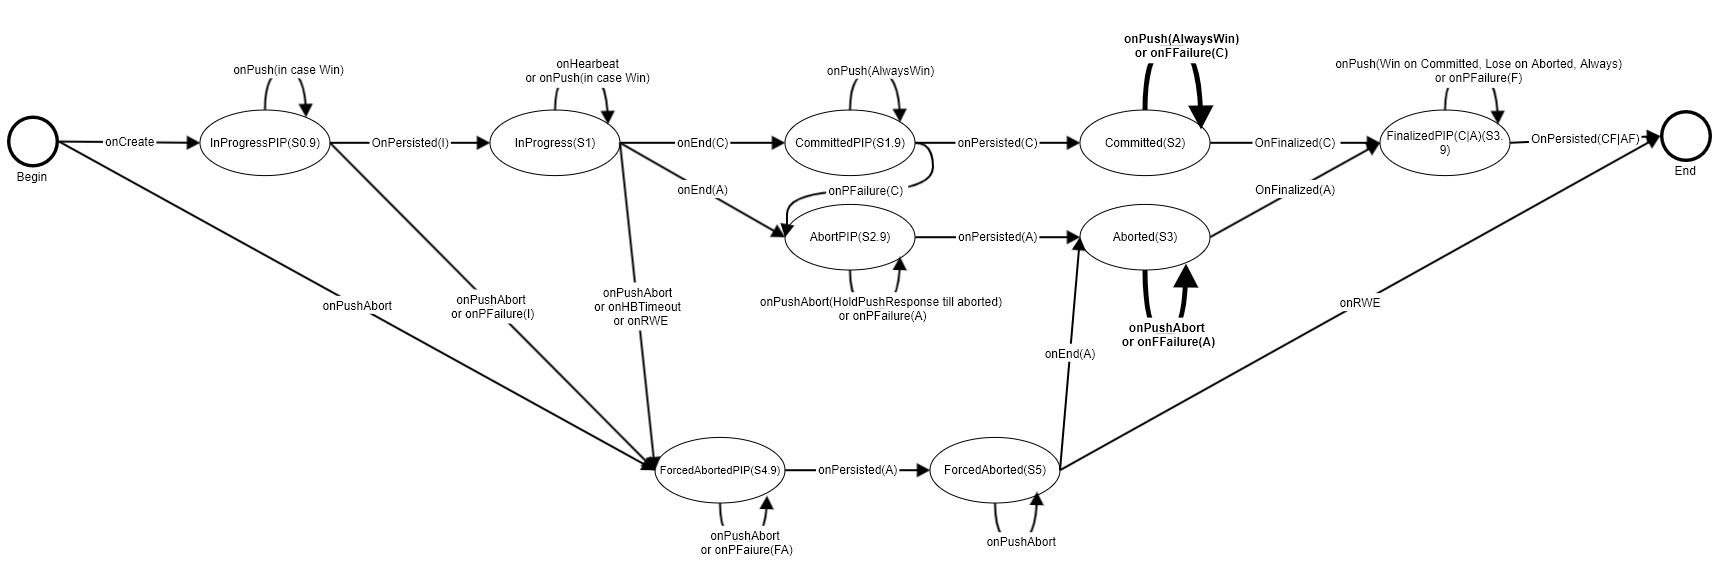 onPush(AlwaysWin)
or onFFailure(C)
onPush(in case Win)
onHearbeat
or onPush(in case Win)
onPush(AlwaysWin)
onPush(Win on Committed, Lose on Aborted, Always)
or onPFailure(F)
Begin
onCreate
InProgressPIP(S0.9)
OnPersisted(I)
InProgress(S1)
onEnd(C)
CommittedPIP(S1.9)
onPersisted(C)
Committed(S2)
OnFinalized(C)
FinalizedPIP(C|A)(S3.
9)
OnPersisted(CF|AF)
End
onEnd(A)
onPFailure(C)
OnFinalized(A)
AbortPIP(S2.9)
onPersisted(A)
Aborted(S3)
onPushAbort
onPushAbort
or onPFailure(I)
onPushAbort
or onHBTimeout
or onRWE
onPushAbort(HoldPushResponse till aborted)
or onPFailure(A)
onPushAbort
or onFFailure(A)
onRWE
onEnd(A)
ForcedAbortedPIP(S4.9)
onPersisted(A)
ForcedAborted(S5)
onPushAbort
or onPFaiure(FA)
onPushAbort